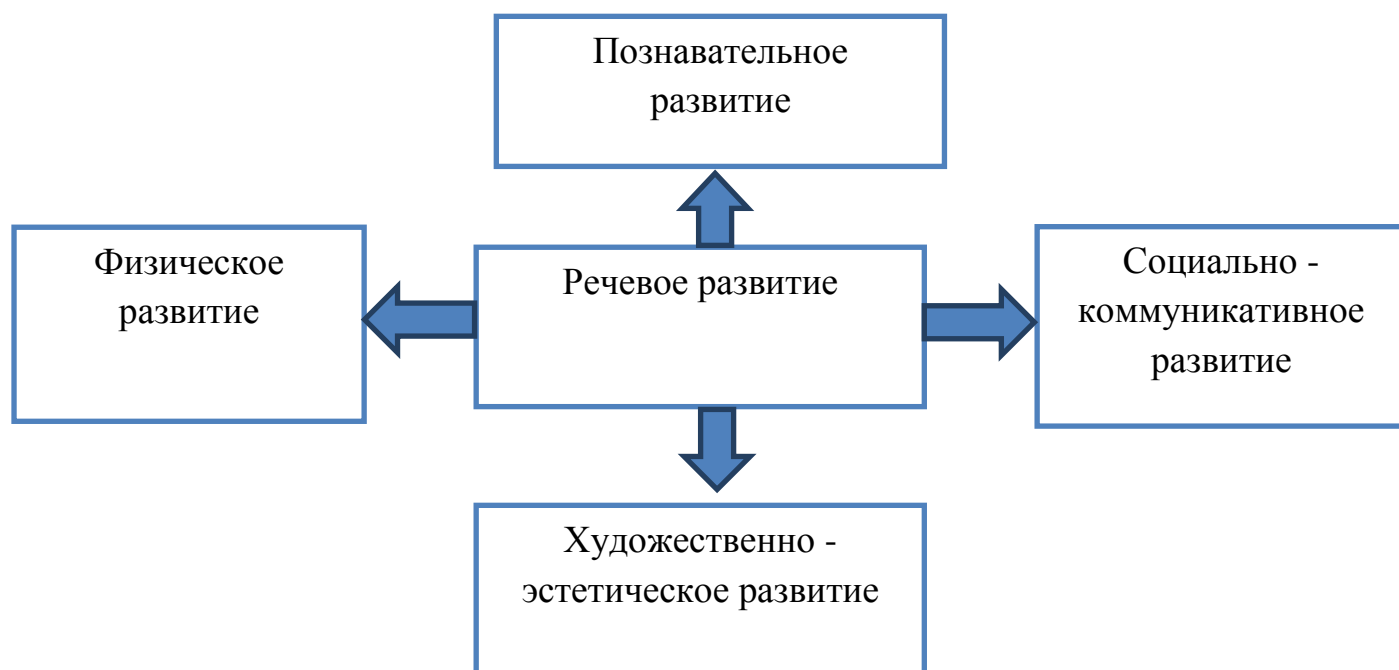 Познавательное
развитие
Физическое
развитие
Речевое развитие
Социально -
коммуникативное
развитие
Художественно -
эстетическое развитие